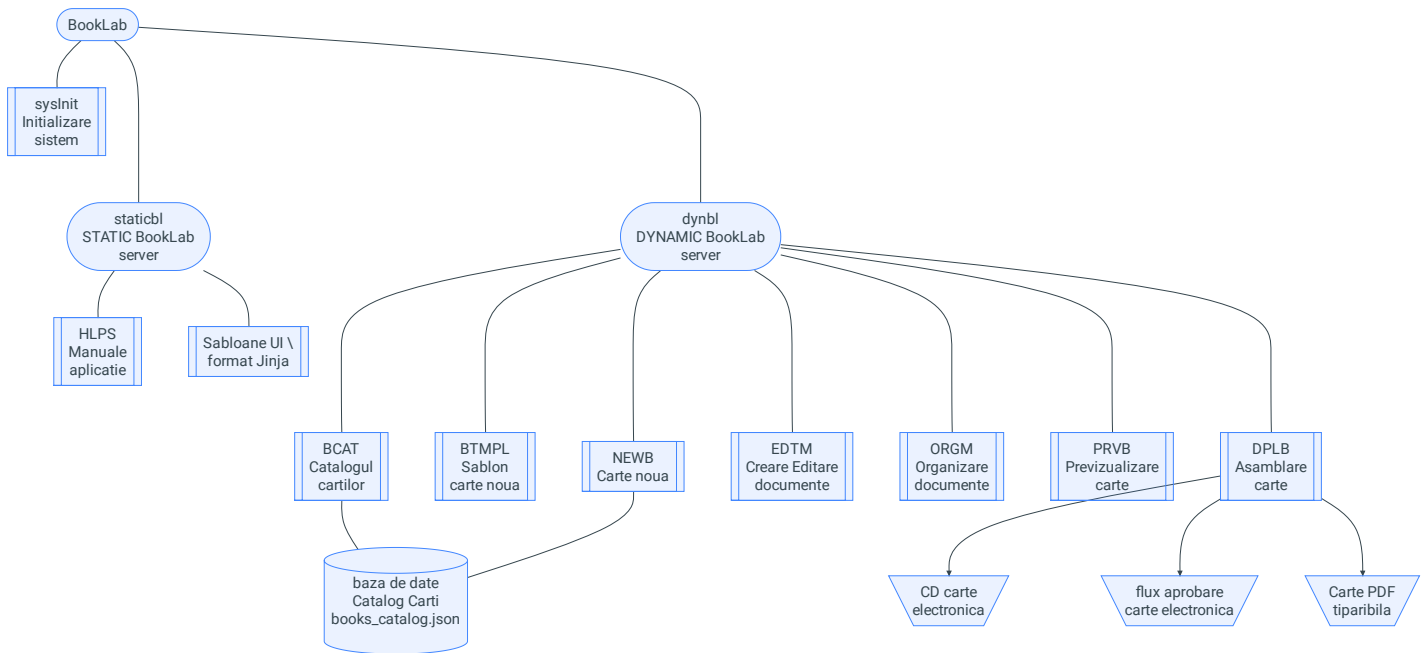 BookLab
sysInit
Initializare
sistem
staticbl
STATIC BookLab
server
dynbl
DYNAMIC BookLab
server
HLPS
Manuale
aplicatie
Sabloane UI \
format Jinja
BCAT
Catalogul
cartilor
BTMPL
Sablon
carte noua
NEWB
Carte noua
EDTM
Creare Editare
documente
ORGM
Organizare
documente
PRVB
Previzualizare
carte
DPLB
Asamblare
carte
baza de date
Catalog Carti
books_catalog.json
CD carte
electronica
flux aprobare
carte electronica
Carte PDF
tiparibila